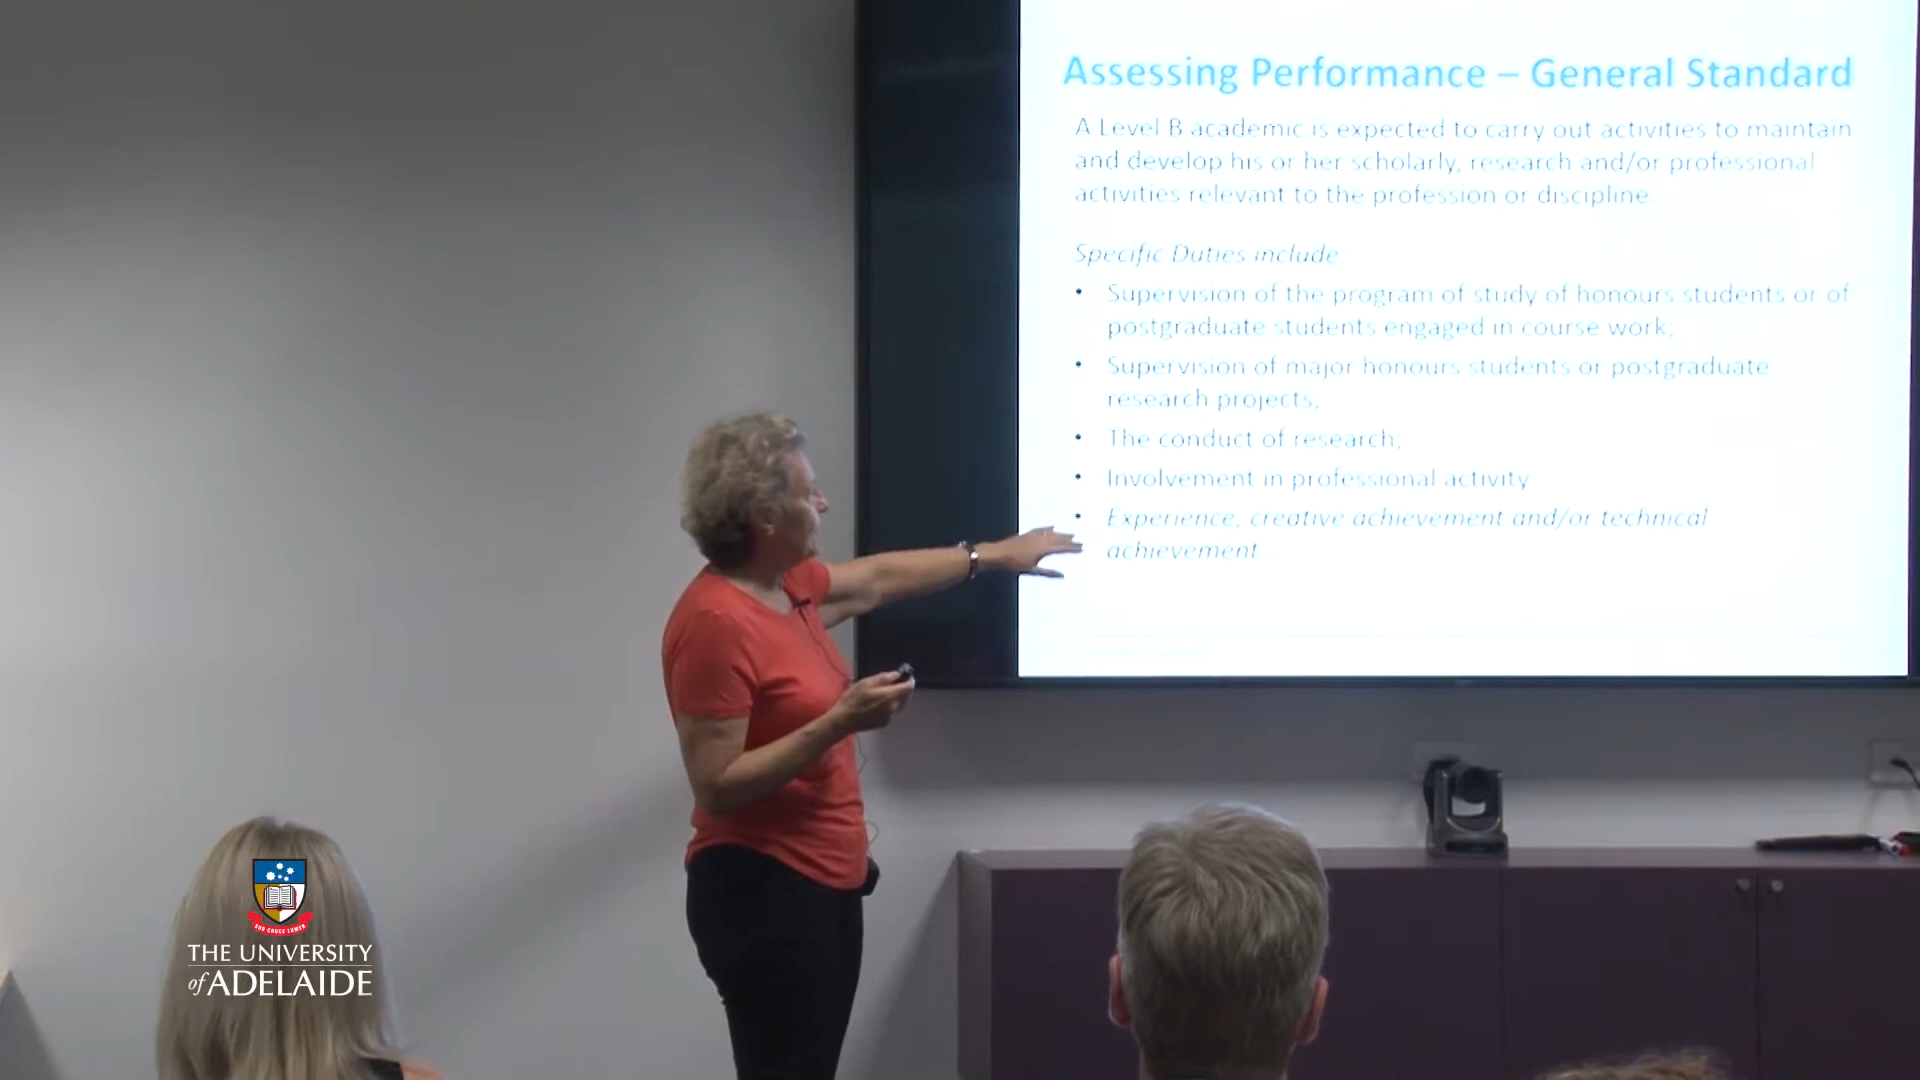 Assessing Performance – General Standard
A Level B academic is expected to carry out activities to maintain
and develop his or her scholarly, research and/or professional
activities relevant to the profession or discipline.
Specific Duties include
• Supervision of the program of study of honours students or of
postgraduate students engaged in course work;
• Supervision of major honours students or postgraduate
research projects;
• The conduct of research;
• Involvement in professional activity
• Experience, creative achievement and/or technical
achievement...
SUB CRUCE LUMEN
THE UNIVERSITY
of ADELAIDE